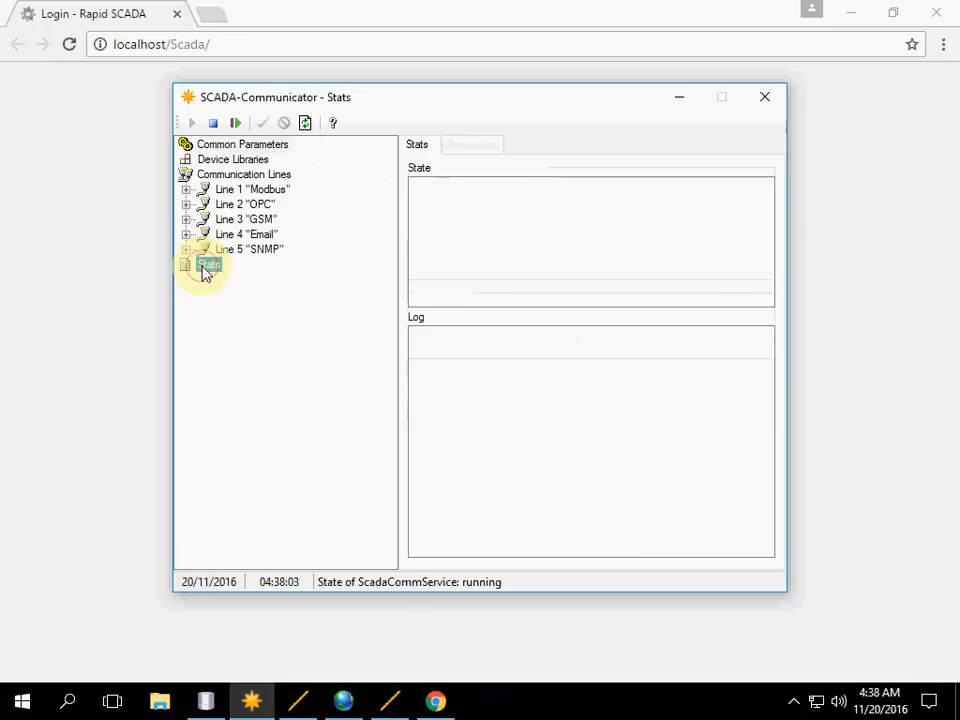 Login - Rapid SCADA
localhost/Scada/
SCADA-Communicator - Stats
Common Parameters
Device Libraries
Communication Lines
Line 1 "Modbus"
Line 2 "OPC"
Line 3 "GSM"
Line 4 "Email"
Line 5 "SNMP"
Stats
Stats
State
Log
20/11/2016
04:38:03
State of ScadaCommService: running
4:38 AM
11/20/2016